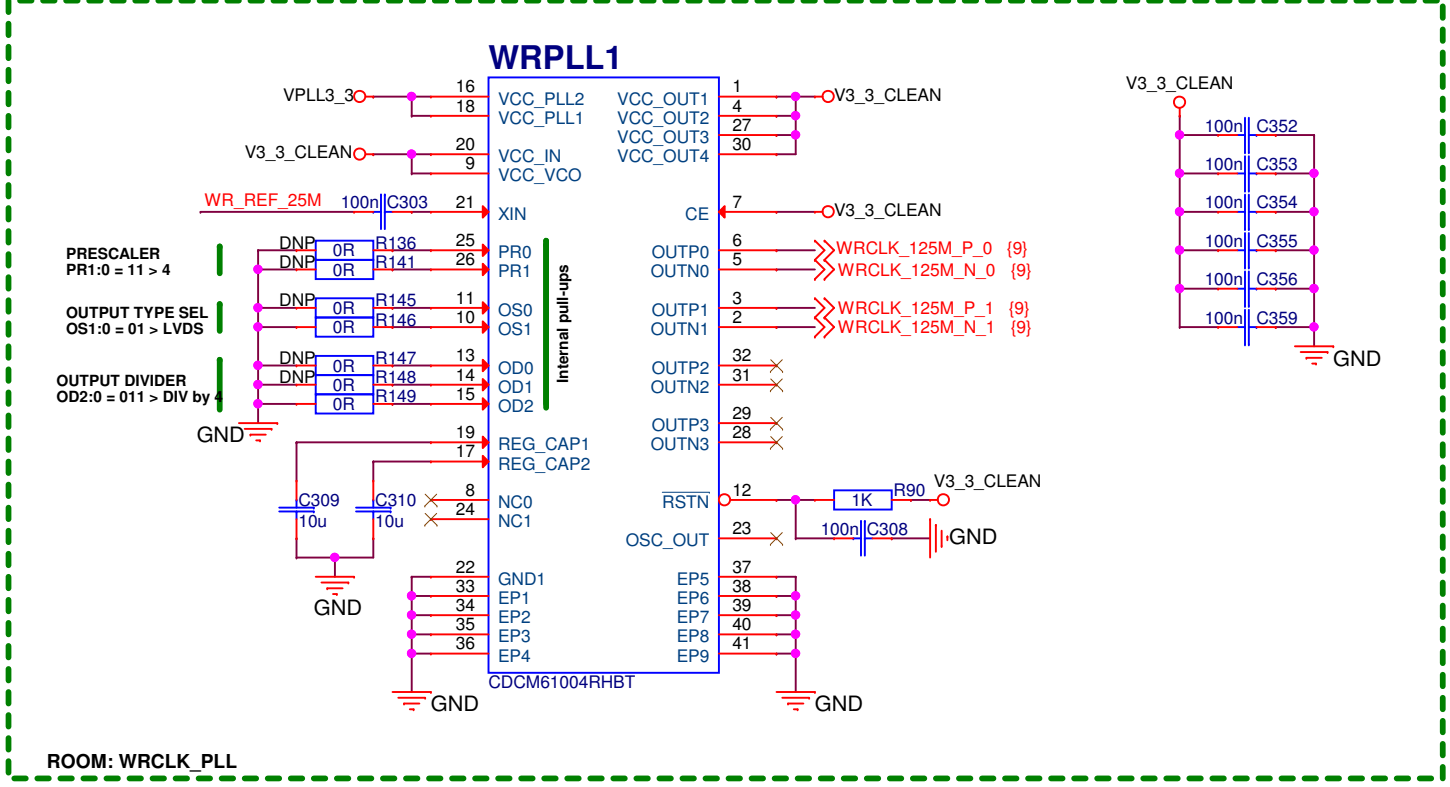 WRPLL1
VPLL3_3
16
VCC_PLL2
18
VCC_PLL1
V3_3_CLEAN
20
VCC_IN
9
VCC_VCO
WR_REF_25M
100n
C303
21
XIN
PRESCALER
PR1:0 = 11 > 4
DNP
0R
R136
25
PR0
DNP
0R
R141
26
PR1
OUTPUT TYPE SEL
OS1:0 = 01 > LVDS
DNP
0R
R145
11
OS0
0R
R146
10
OS1
OUTPUT DIVIDER
OD2:0 = 011 > DIV by 4
DNP
0R
R147
13
OD0
DNP
0R
R148
14
OD1
0R
R149
15
OD2
Internal pull-ups
GND
19
REG_CAP1
17
REG_CAP2
C309
10u
C310
10u
GND
8
NC0
24
NC1
22
GND1
33
EP1
34
EP2
35
EP3
36
EP4
GND
CDCM61004RHBT
VCC_OUT1
1
V3_3_CLEAN
VCC_OUT2
4
VCC_OUT3
27
VCC_OUT4
30
CE
7
V3_3_CLEAN
OUTP0
6
WRCLK_125M_P_0 {9}
OUTN0
5
WRCLK_125M_N_0 {9}
OUTP1
3
WRCLK_125M_P_1 {9}
OUTN1
2
WRCLK_125M_N_1 {9}
OUTP2
32
OUTN2
31
OUTP3
29
OUTN3
28
RSTN
12
1K
R90
V3_3_CLEAN
100n
C308
GND
OSC_OUT
23
EP5
37
EP6
38
EP7
39
EP8
40
EP9
41
GND
V3_3_CLEAN
100n
C352
100n
C353
100n
C354
100n
C355
100n
C356
100n
C359
GND
ROOM: WRCLK_PLL